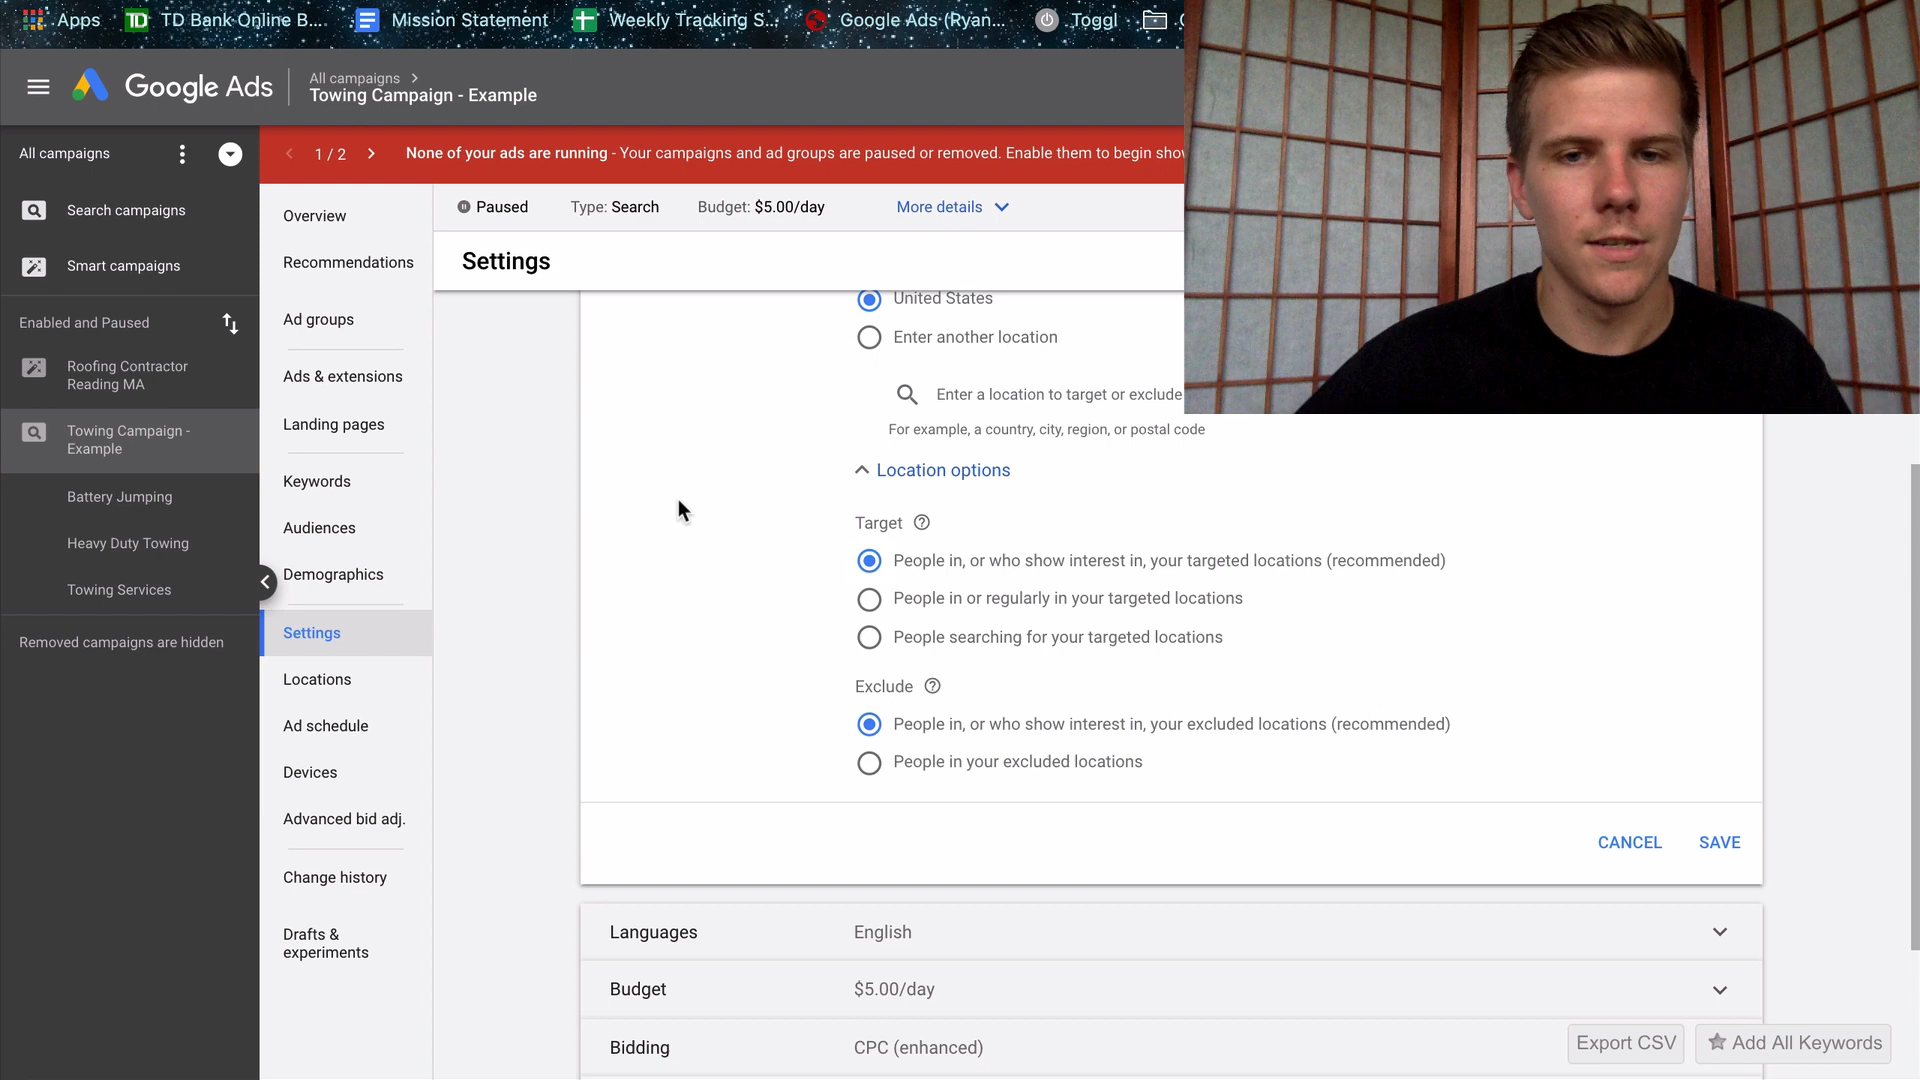 Apps
TD Bank Online B...
Mission Statement
Weekly Tracking S...
Google Ads (Ryan...
Toggl
Google Ads
All campaigns >
Towing Campaign - Example
All campaigns
1 / 2
None of your ads are running - Your campaigns and ad groups are paused or removed. Enable them to begin
Search campaigns
Smart campaigns
Enabled and Paused
Roofing Contractor
Reading MA
Towing Campaign -
Example
Battery Jumping
Heavy Duty Towing
Towing Services
Removed campaigns are hidden
Overview
Recommendations
Ad groups
Ads & extensions
Landing pages
Keywords
Audiences
Demographics
Settings
Locations
Ad schedule
Devices
Advanced bid adj.
Change history
Drafts &
experiments
Paused
Type: Search
Budget: $5.00/day
More details
Settings
United States
Enter another location
Enter a location to target or exclude
For example, a country, city, region, or postal code
Location options
Target
People in, or who show interest in, your targeted locations (recommended)
People in or regularly in your targeted locations
People searching for your targeted locations
Exclude
People in, or who show interest in, your excluded locations (recommended)
People in your excluded locations
CANCEL
SAVE
Languages
English
Budget
$5.00/day
Bidding
CPC (enhanced)
Export CSV
Add All Keywords